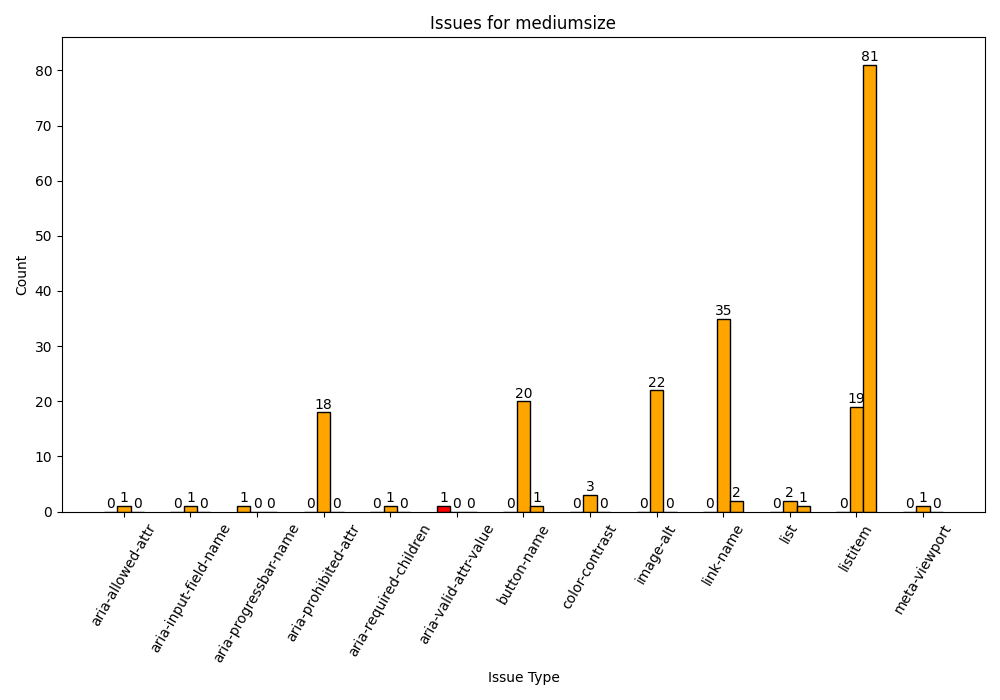 Issues for mediumsize
Count
80
70
60
50
40
30
20
10
0
0 1 0
0 1 0
1 0 0
0 18 0
0 1 0
1 0 0
0 20 1
0 3 0
0 22 0
0 35 2
0 2 1
0 19 81
0 1 0
aria-allowed-attr
aria-input-field-name
aria-progressbar-name
aria-prohibited-attr
aria-required-children
aria-valid-attr-value
button-name
color-contrast
image-alt
link-name
list
listitem
meta-viewport
Issue Type